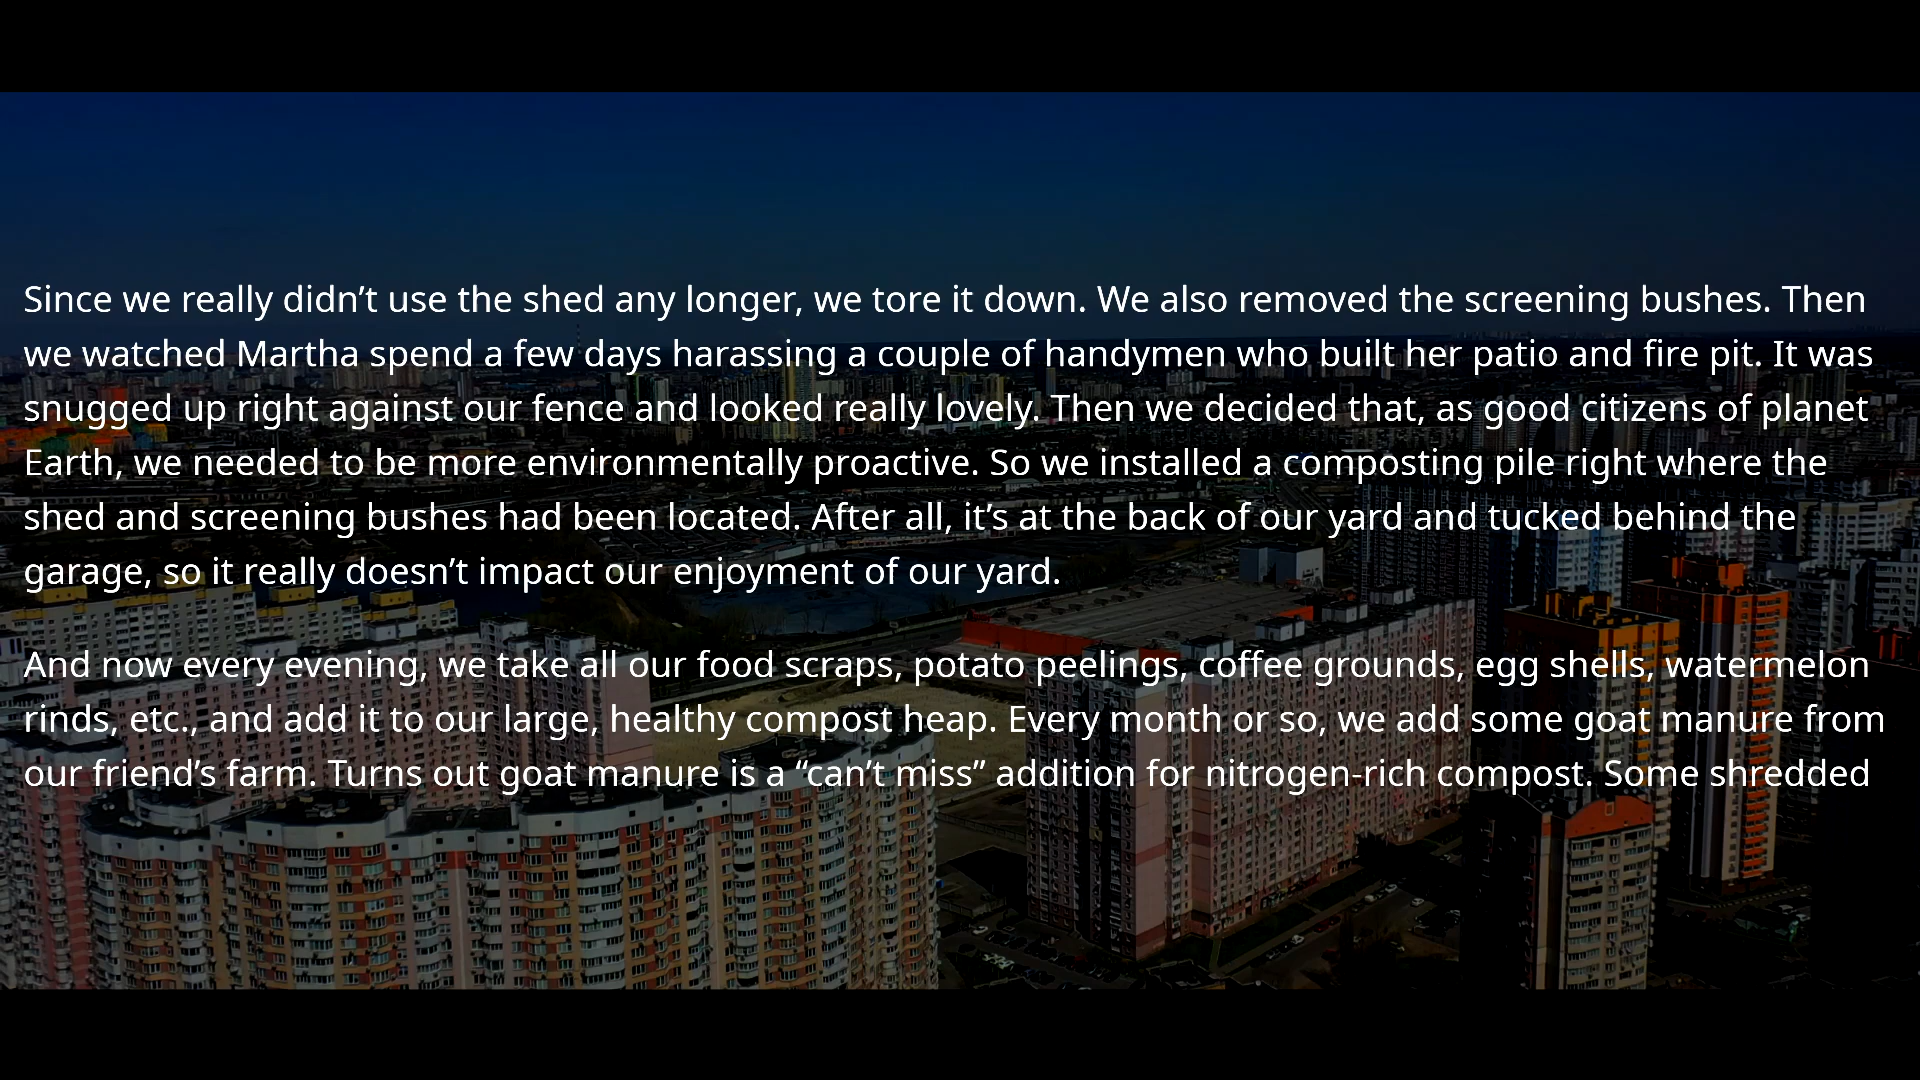 Since we really didn’t use the shed any longer, we tore it down. We also removed the screening bushes. Then
we watched Martha spend a few days harassing a couple of handymen who built her patio and fire pit. It was
snugged up right against our fence and looked really lovely. Then we decided that, as good citizens of planet
Earth, we needed to be more environmentally proactive. So we installed a composting pile right where the
shed and screening bushes had been located. After all, it’s at the back of our yard and tucked behind the
garage, so it really doesn’t impact our enjoyment of our yard.
And now every evening, we take all our food scraps, potato peelings, coffee grounds, egg shells, watermelon
rinds, etc., and add it to our large, healthy compost heap. Every month or so, we add some goat manure from
our friend’s farm. Turns out goat manure is a “can’t miss” addition for nitrogen-rich compost. Some shredded